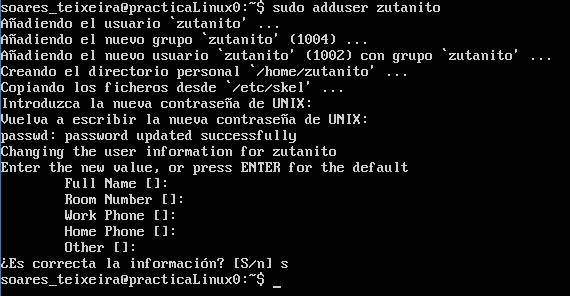 soares_teixeira@practicaLinux0:~$ sudo adduser zutanito
Añadiendo el usuario `zutanito' ...
Añadiendo el nuevo grupo `zutanito' (1004) ...
Añadiendo el nuevo usuario `zutanito' (1002) con grupo `zutanito' ...
Creando el directorio personal `/home/zutanito' ...
Copiando los ficheros desde `/etc/skel' ...
Introduzca la nueva contraseña de UNIX:
Vuelva a escribir la nueva contraseña de UNIX:
passwd: password updated successfully
Changing the user information for zutanito
Enter the new value, or press ENTER for the default
Full Name []:
Room Number []:
Work Phone []:
Home Phone []:
Other []:
¿Es correcta la información? [S/n] s
soares_teixeira@practicaLinux0:~$ _